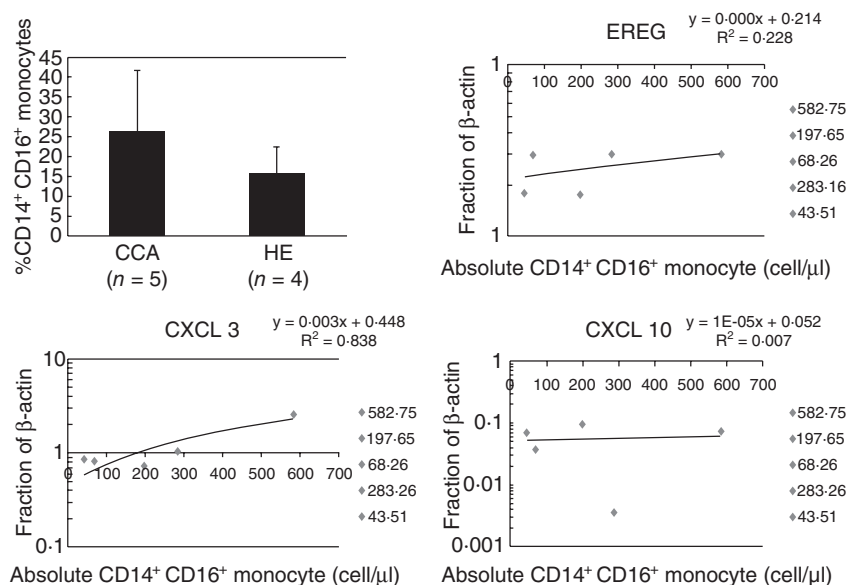 %CD14+ CD16+ monocytes
45
40
35
30
25
20
15
10
5
0
CCA
(n = 5)
HE
(n = 4)
EREG
y = 0·000x + 0·214
R2 = 0·228
Fraction of β-actin
1
0 100 200 300 400 500 600 700
1
582·75
197·65
68·26
283·16
43·51
Absolute CD14+ CD16+ monocyte (cell/μl)
CXCL 3
y = 0·003x + 0·448
R2 = 0·838
Fraction of β-actin
10
1
0·1
0 100 200 300 400 500 600 700
582·75
197·65
68·26
283·26
43·51
Absolute CD14+ CD16+ monocyte (cell/μl)
CXCL 10
y = 1E-05x + 0·052
R2 = 0·007
Fraction of β-actin
1
0 100 200 300 400 500 600 700
0·1
0·01
0·001
582·75
197·65
68·26
283·26
43·51
Absolute CD14+ CD16+ monocyte (cell/μl)